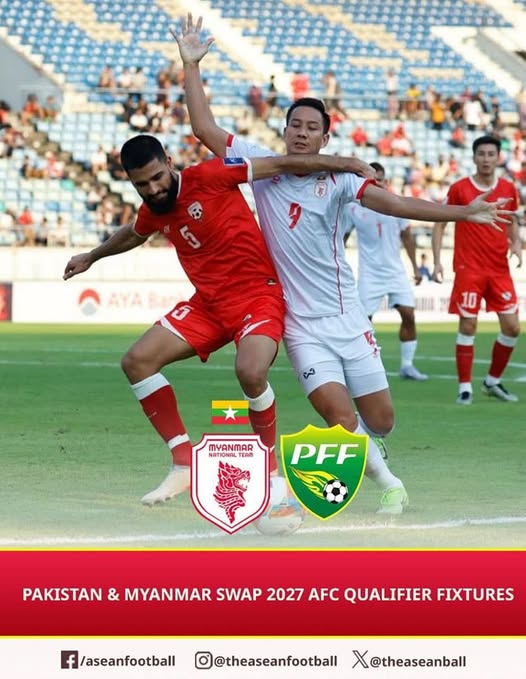 5
9
10
AYA Bank
MYANMAR
NATIONAL TEAM
PFF
PAKISTAN & MYANMAR SWAP 2027 AFC QUALIFIER FIXTURES
/aseanfootball @theaseanfootball @theaseanball